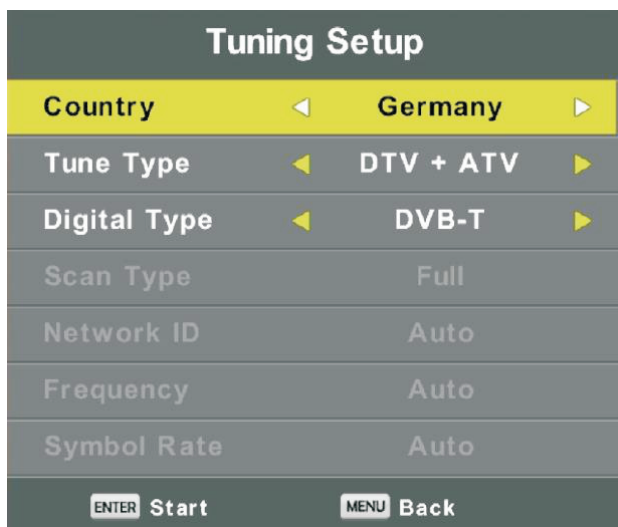 Tuning Setup
Country Germany
Tune Type DTV + ATV
Digital Type DVB-T
Scan Type Full
Network ID Auto
Frequency Auto
Symbol Rate Auto
ENTER Start MENU Back